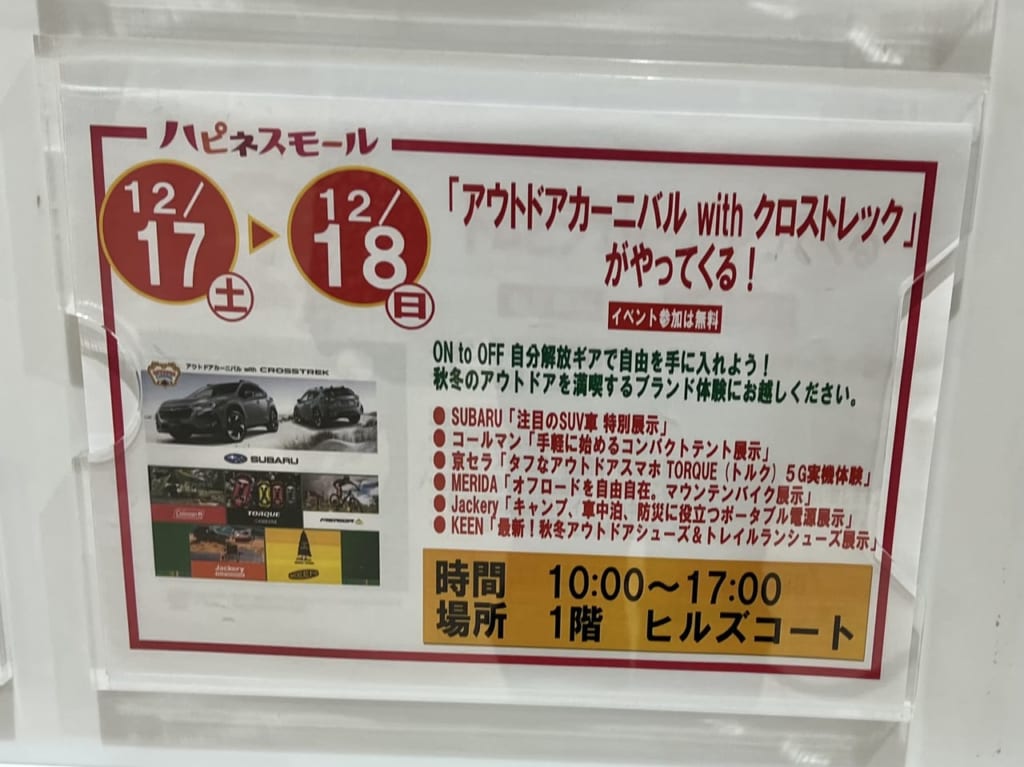 ハピネスモール
12/17 土 ▶ 12/18 日
「アウトドアカーニバル with クロストレック」
がやってくる！
イベント参加は無料
ON to OFF 自分解放ギアで自由を手に入れよう！
秋冬のアウトドアを満喫するブランド体験にお越しください。
● SUBARU「注目のSUV車 特別展示」
● コールマン「手軽に始めるコンパクトテント展示」
● 京セラ「タフなアウトドアスマホ TORQUE（トルク）５G実機体験」
● MERIDA「オフロードを自由自在。マウンテンバイク展示」
● Jackery「キャンプ、車中泊、防災に役立つポータブル電源展示」
● KEEN「最新！秋冬アウトドアシューズ＆トレイルランシューズ展示」
時間 10:00～17:00
場所 1階 ヒルズコート
アウトドアカーニバル with CROSSTREK
SUBARU
Coleman
TORQUE
MERIDA
Jackery